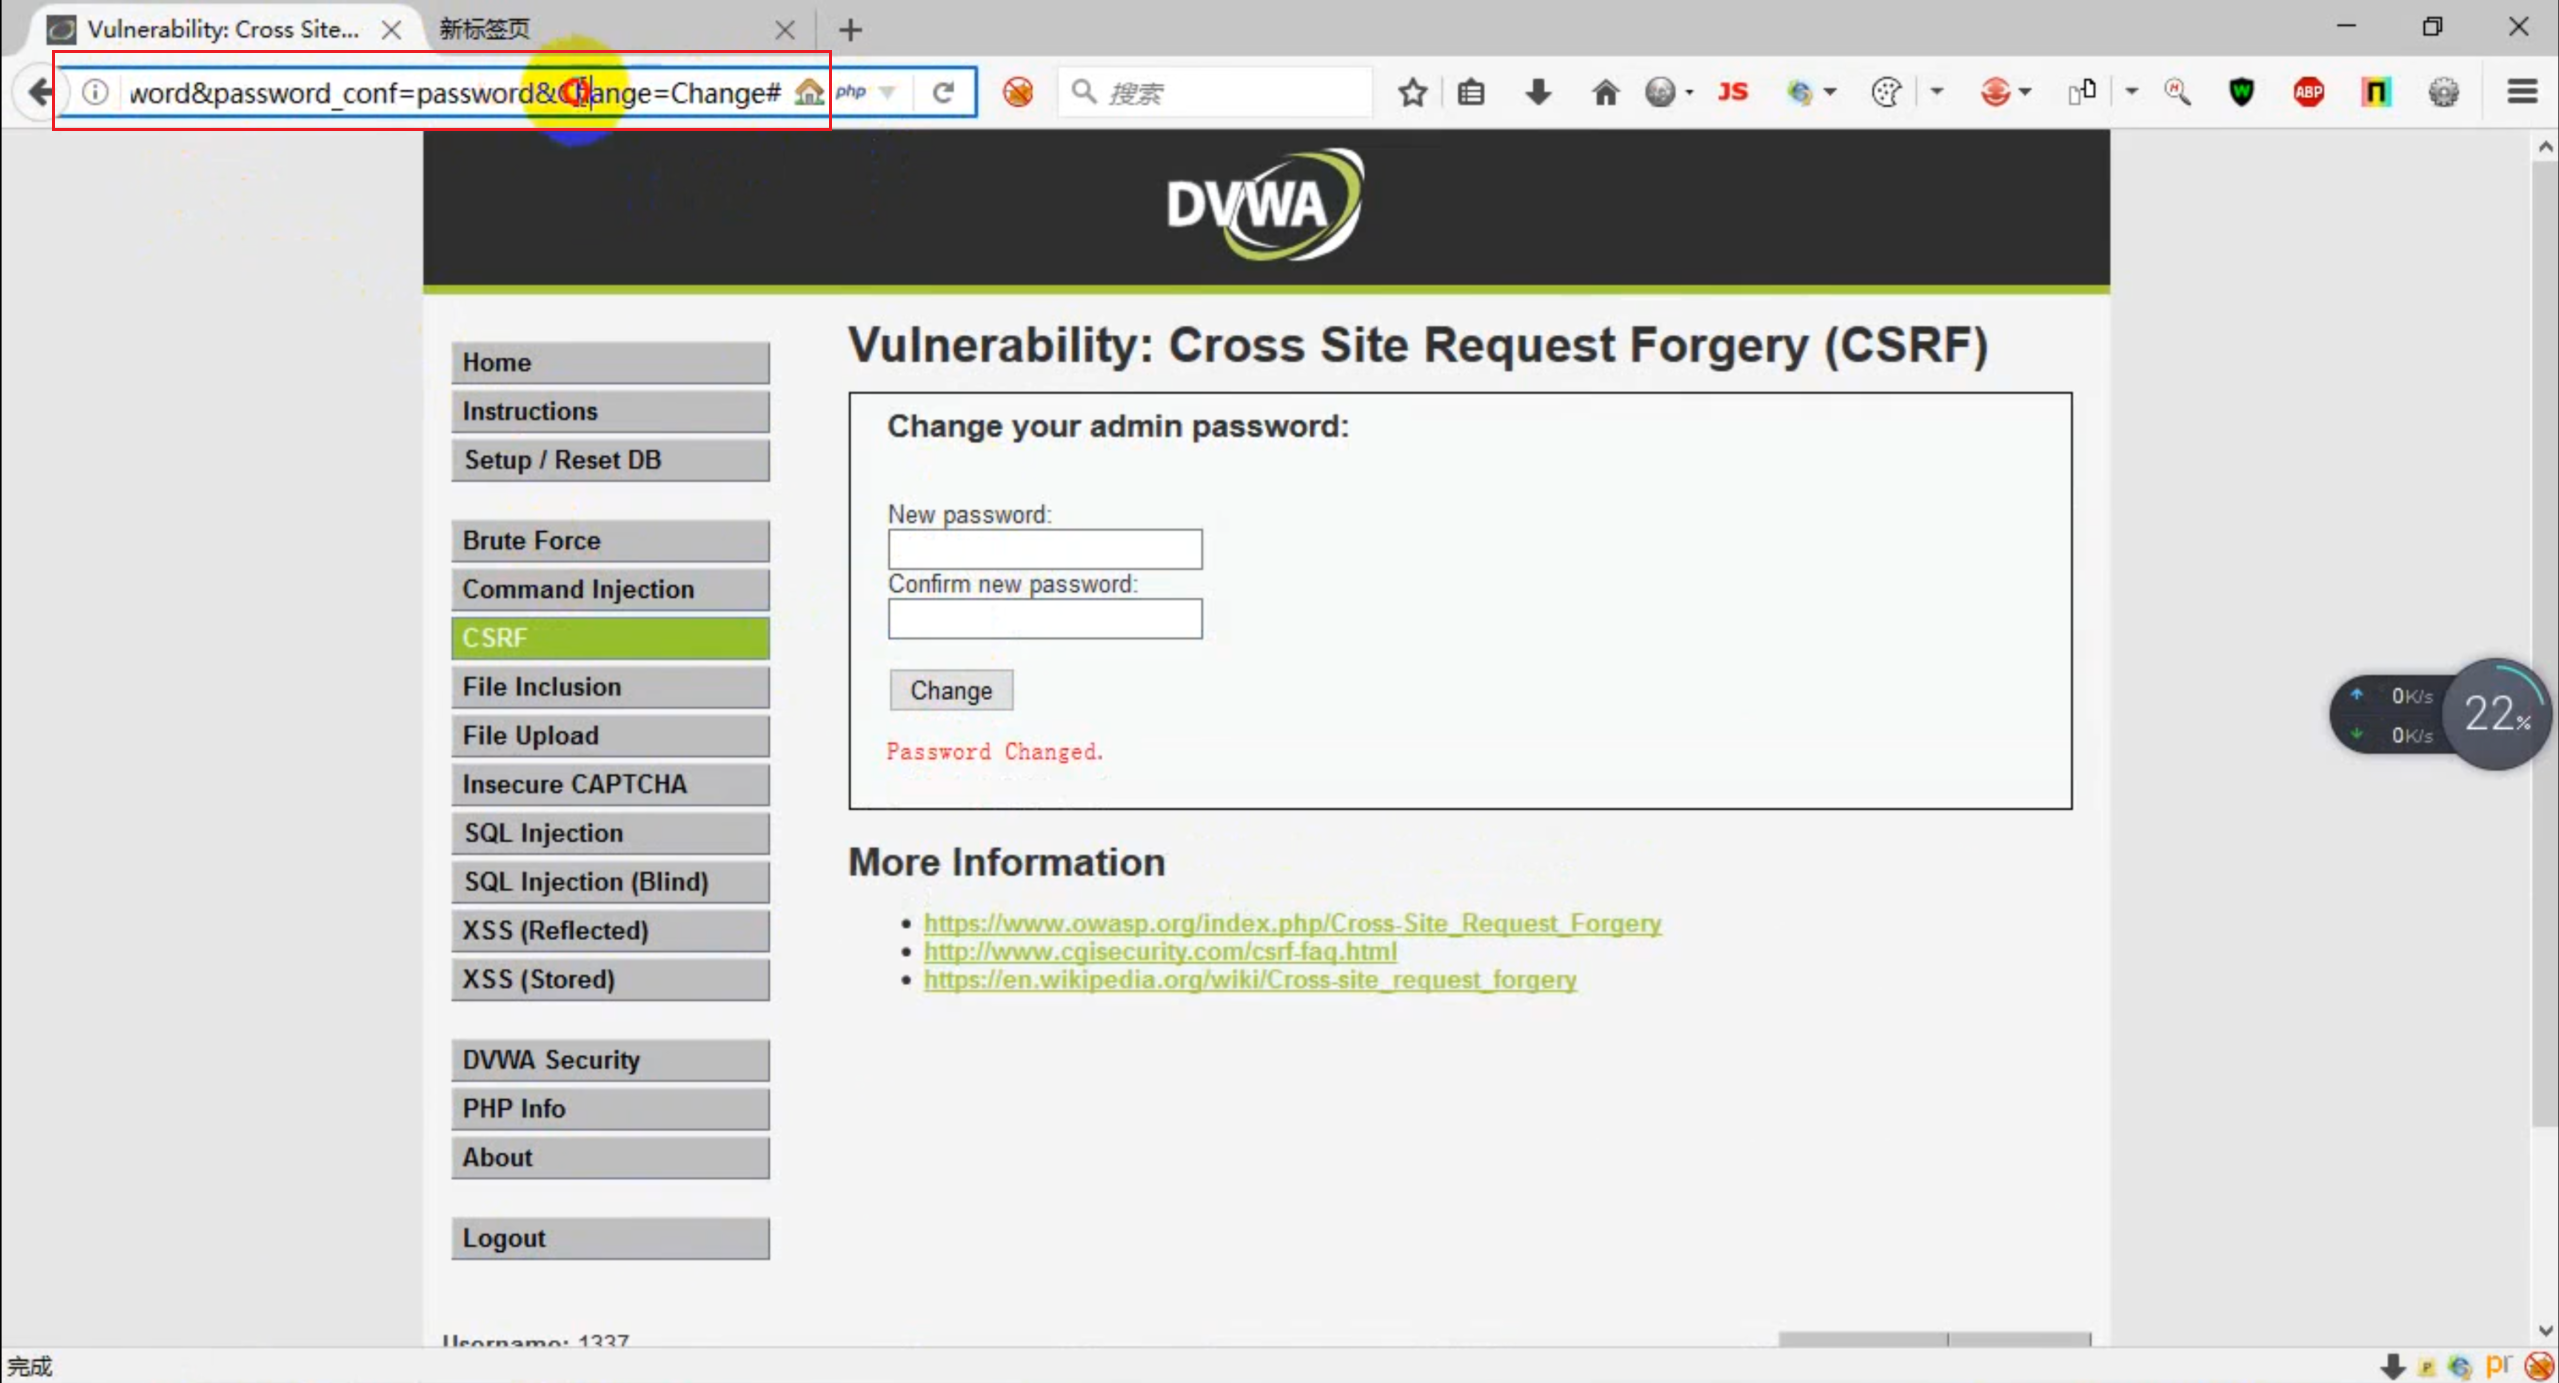 Vulnerability: Cross Site...
新标签页
word&password_conf=password&Change=Change#
php
搜索
JS
ABP
DVWA
Vulnerability: Cross Site Request Forgery (CSRF)
Home
Instructions
Setup / Reset DB
Brute Force
Command Injection
CSRF
File Inclusion
File Upload
Insecure CAPTCHA
SQL Injection
SQL Injection (Blind)
XSS (Reflected)
XSS (Stored)
DVWA Security
PHP Info
About
Logout
Change your admin password:
New password:
Confirm new password:
Change
Password Changed.
More Information
https://www.owasp.org/index.php/Cross-Site_Request_Forgery
http://www.cgisecurity.com/csrf-faq.html
https://en.wikipedia.org/wiki/Cross-site_request_forgery
0K/s
0K/s
22%
Username: 1337
完成
pr